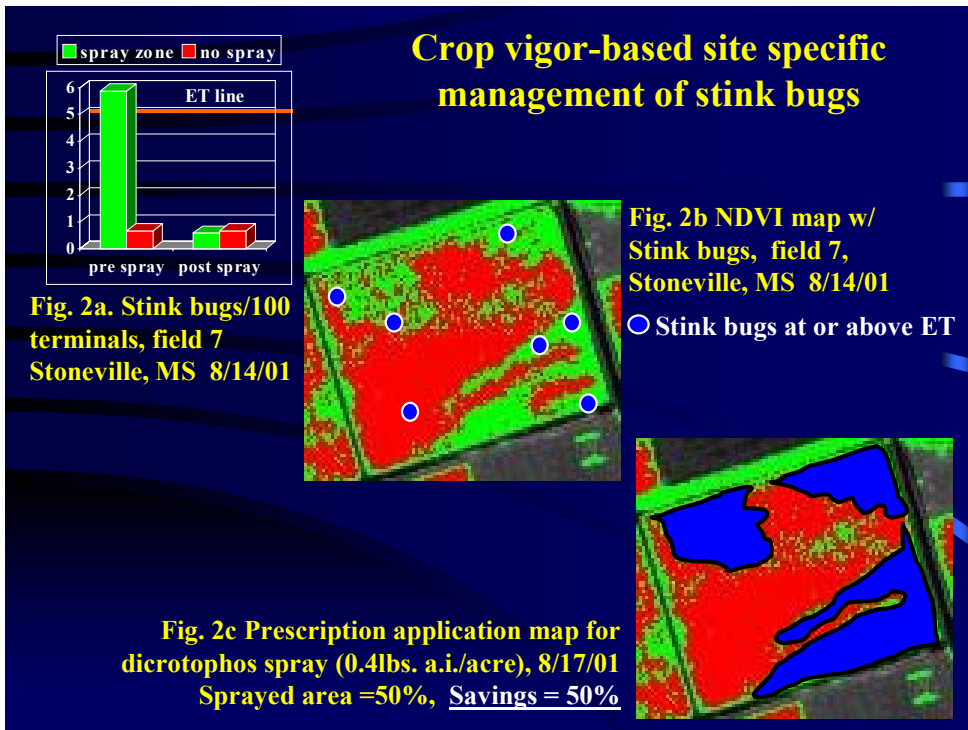 Crop vigor-based site specific
management of stink bugs
spray zone no spray
6
5
4
3
2
1
0
ET line
pre spray post spray
Fig. 2a. Stink bugs/100
terminals, field 7
Stoneville, MS 8/14/01
Fig. 2b NDVI map w/
Stink bugs, field 7,
Stoneville, MS 8/14/01
Stink bugs at or above ET
Fig. 2c Prescription application map for
dicrotophos spray (0.4lbs. a.i./acre), 8/17/01
Sprayed area =50%, Savings = 50%